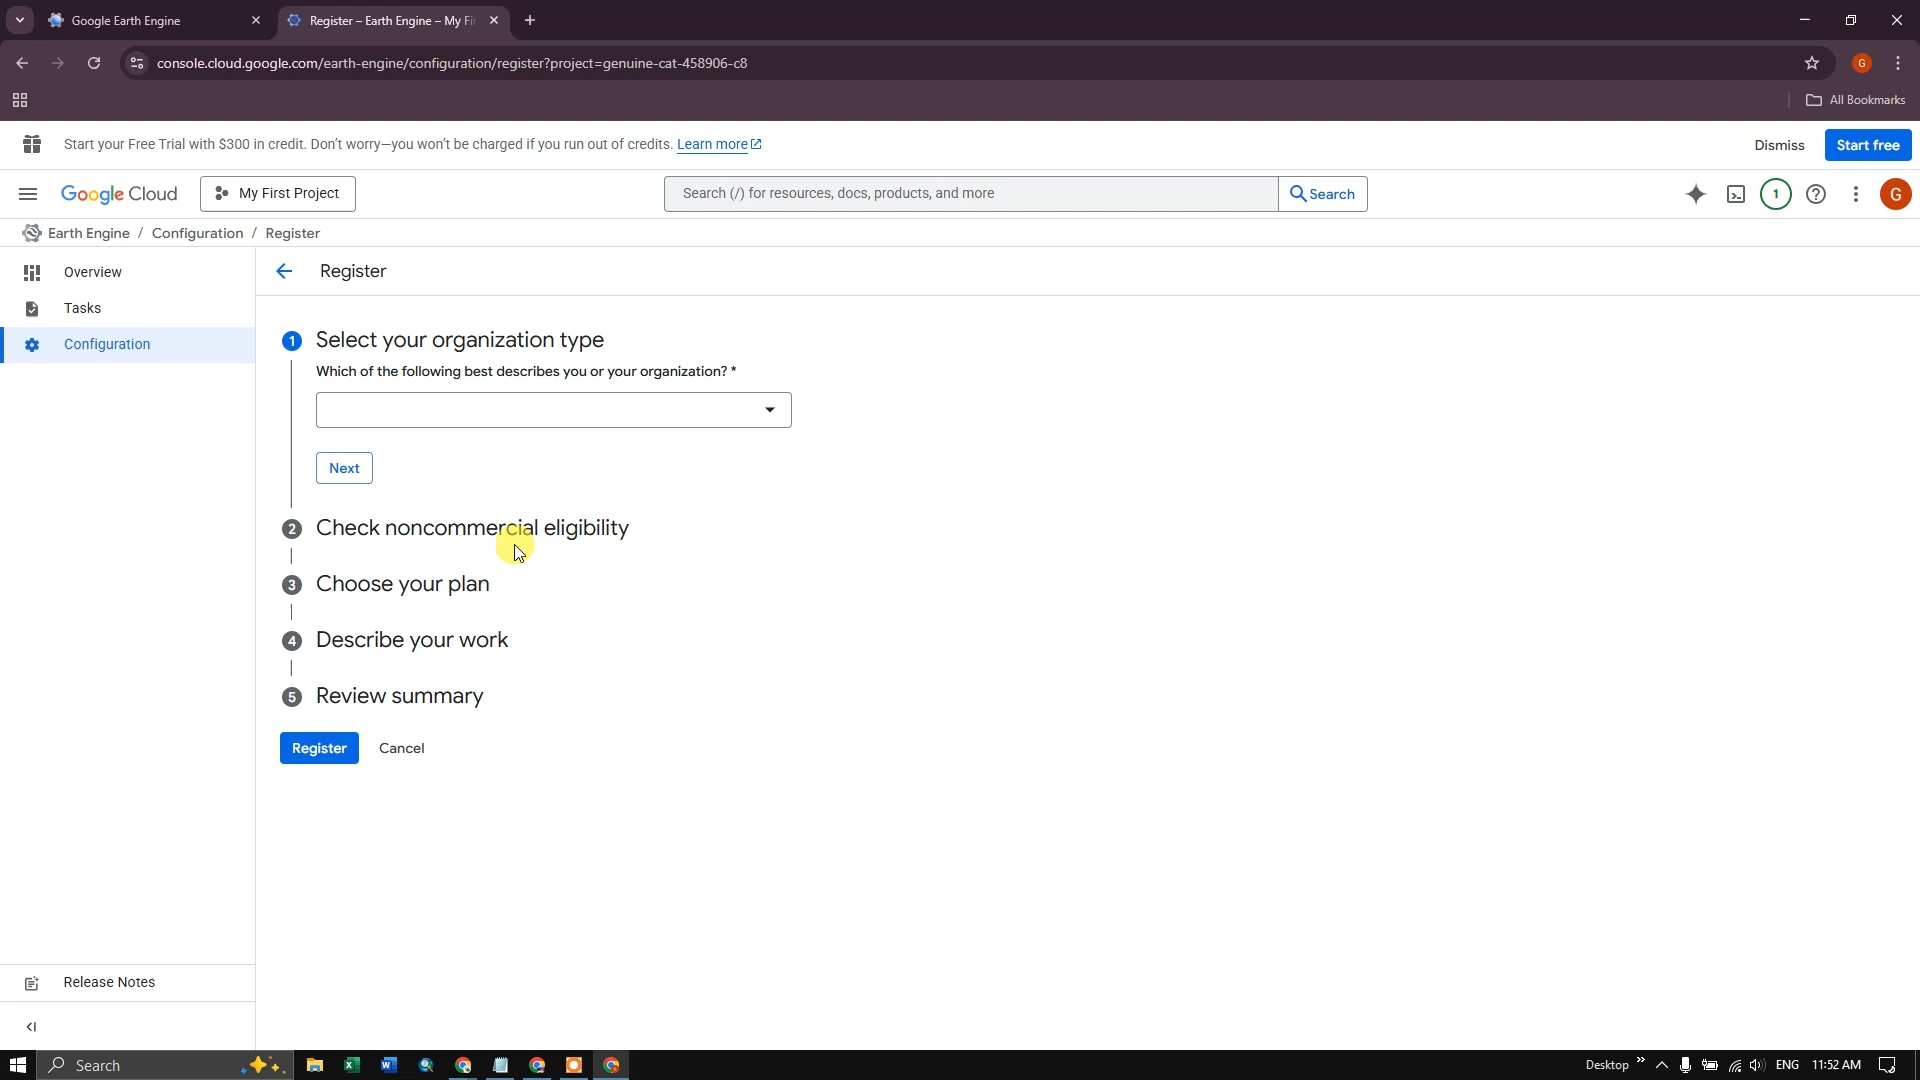 Google Earth Engine
Register – Earth Engine – My Fi
console.cloud.google.com/earth-engine/configuration/register?project=genuine-cat-458906-c8
G
All Bookmarks
Start your Free Trial with $300 in credit. Don't worry—you won't be charged if you run out of credits. Learn more
Dismiss
Start free
Google Cloud
My First Project
Search (/) for resources, docs, products, and more
Search
1
G
Earth Engine / Configuration / Register
Overview
Tasks
Configuration
Register
1 Select your organization type
Which of the following best describes you or your organization? *
Next
2 Check noncommercial eligibility
3 Choose your plan
4 Describe your work
5 Review summary
Register
Cancel
Release Notes
Search
Desktop
ENG
11:52 AM